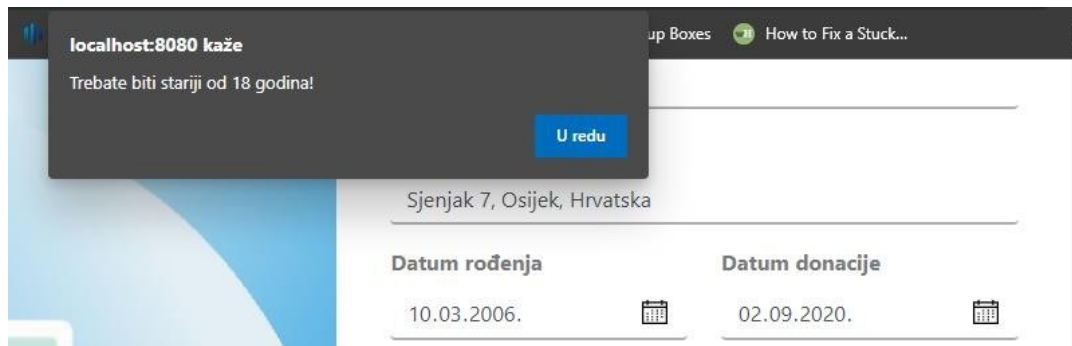 localhost:8080 kaže
up Boxes
How to Fix a Stuck...
Trebate biti stariji od 18 godina!
U redu
Sjenjak 7, Osijek, Hrvatska
Datum rođenja
Datum donacije
10.03.2006.
02.09.2020.